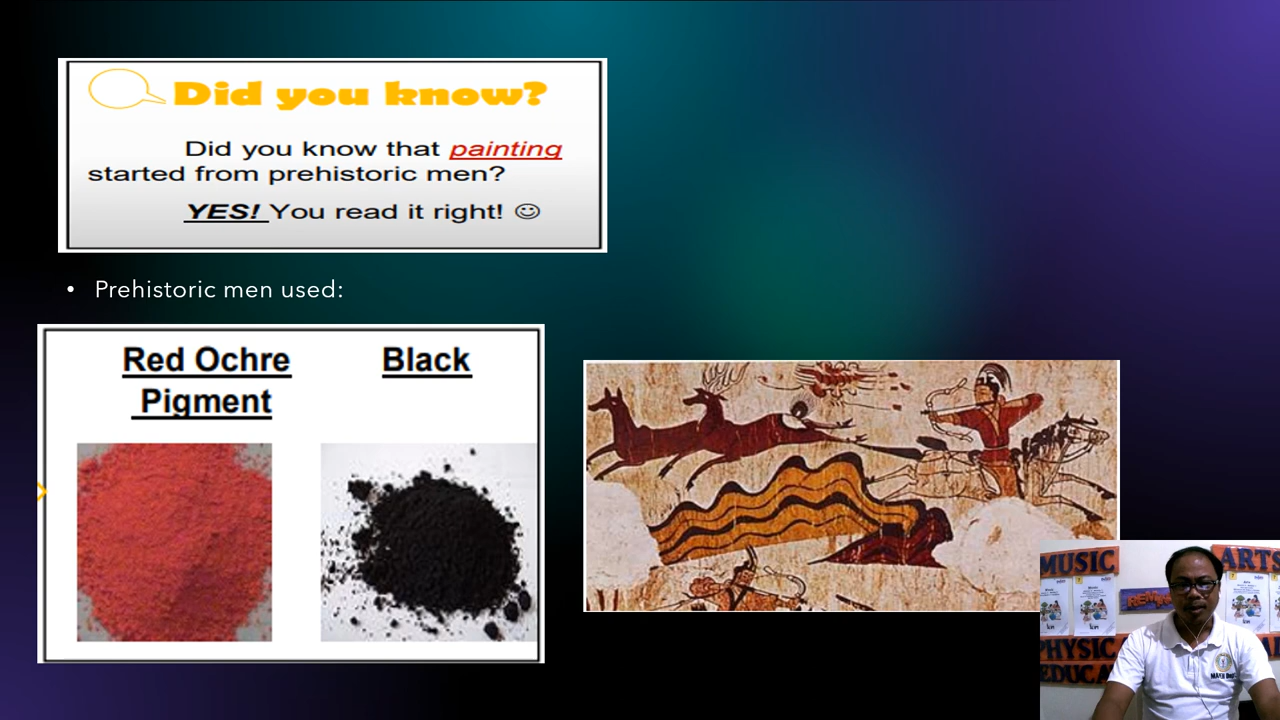 Did you know?
Did you know that painting
started from prehistoric men?
YES! You read it right! ☺
• Prehistoric men used:
Red Ochre
Pigment
Black
MUSIC
ARTS
PHYSIC
EDUCA